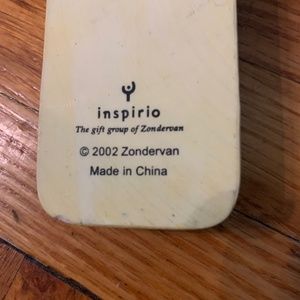 inspirio
The gift group of Zondervan
© 2002 Zondervan
Made in China